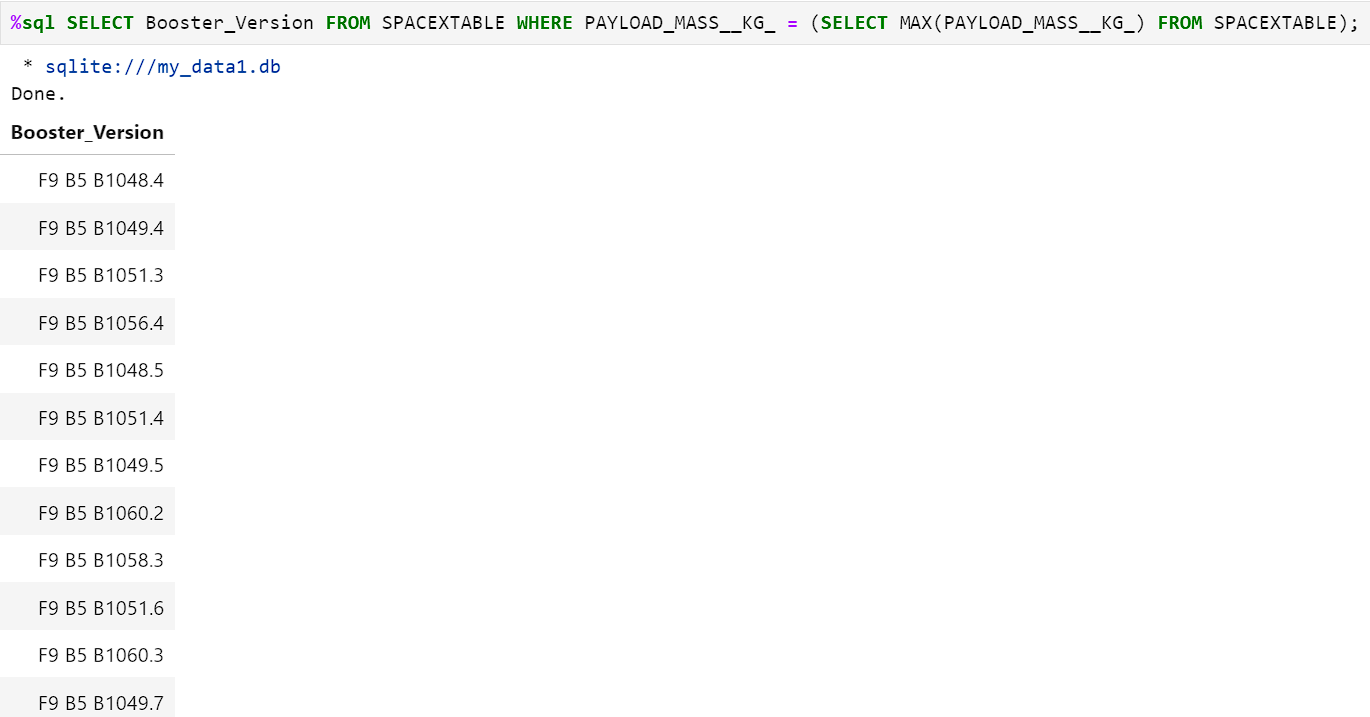 %sql SELECT Booster_Version FROM SPACEXTABLE WHERE PAYLOAD_MASS__KG_ = (SELECT MAX(PAYLOAD_MASS__KG_) FROM SPACEXTABLE);
* sqlite:///my_data1.db
Done.
Booster_Version
F9 B5 B1048.4
F9 B5 B1049.4
F9 B5 B1051.3
F9 B5 B1056.4
F9 B5 B1048.5
F9 B5 B1051.4
F9 B5 B1049.5
F9 B5 B1060.2
F9 B5 B1058.3
F9 B5 B1051.6
F9 B5 B1060.3
F9 B5 B1049.7